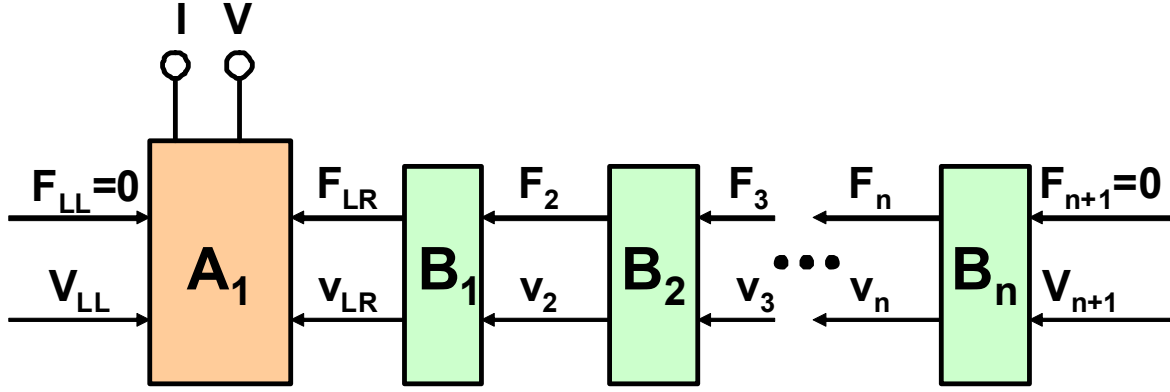 I V
F_LL=0 F_LR F_2 F_3 F_n F_n+1=0
A_1 B_1 B_2 ••• B_n
V_LL v_LR v_2 v_3 v_n V_n+1